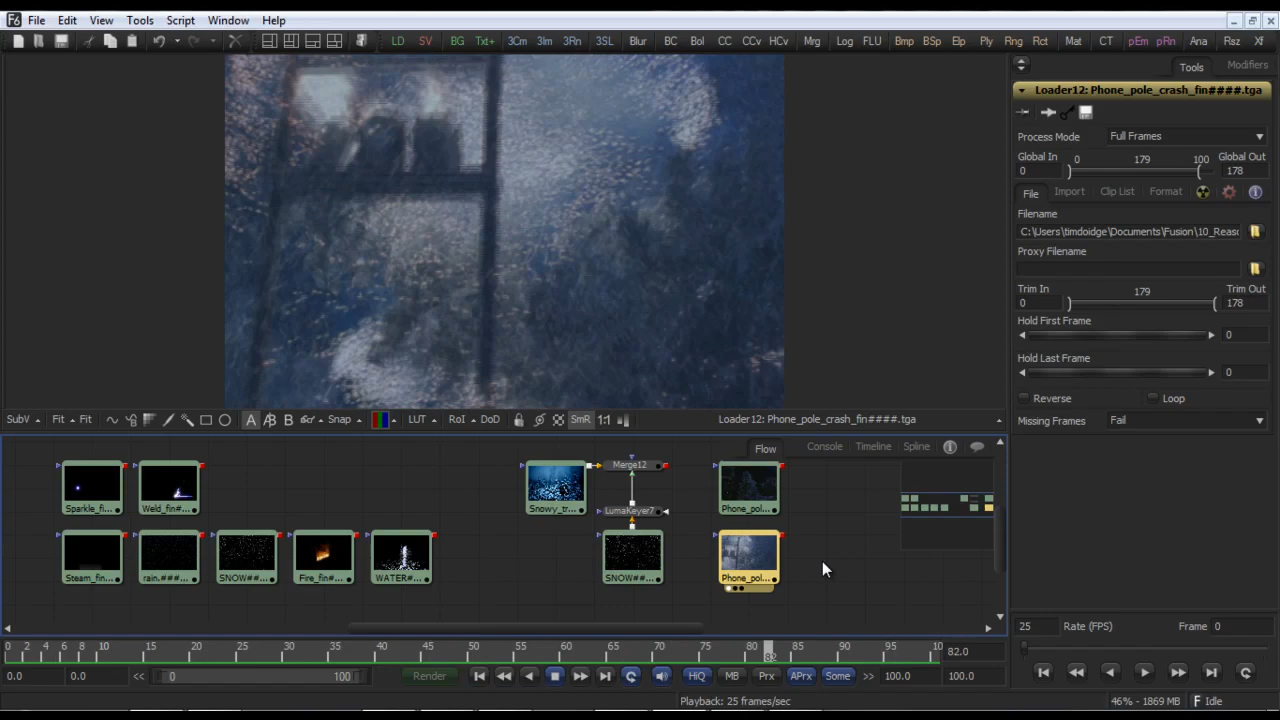 File Edit View Tools Script Window Help
LD SV BG Txt+ 3Cm 3Im 3Rn 3SL Blur BC Bol CC CCv HCv Mrg Log FLU Bmp BSp Elp Ply Rng Rct Mat CT pEm pRn Ana Rsz Xf
Tools Modifiers
Loader12: Phone_pole_crash_fin####.tga
Process Mode Full Frames
Global In 0 179 100 Global Out
0 178
File Import Clip List Format
Filename
C:\Users\timdoidge\Documents\Fusion\10_Reaso
Proxy Filename
Trim In 179 Trim Out
0 178
Hold First Frame
0
Hold Last Frame
0
Reverse Loop
Missing Frames Fail
SubV Fit Fit A B Snap LUT RoI DoD SmR 1:1 Loader12: Phone_pole_crash_fin####.tga
Flow Console Timeline Spline
Merge12
Sparkle_fi... Weld_fin#... Snowy_tr... LumaKeyer7 Phone_pol...
Steam_fin... rain.###... SNOW##... Fire_fin#... WATER#... SNOW##... Phone_pol...
25 Rate (FPS) Frame 0
0 2 4 6 8 10 15 20 25 30 35 40 45 50 55 60 65 70 75 80 85 90 95 10
82
82.0
0.0 0.0 << 0 100 Render HiQ MB Prx APrx Some >> 100.0 100.0
Playback: 25 frames/sec 46% - 1869 MB Idle